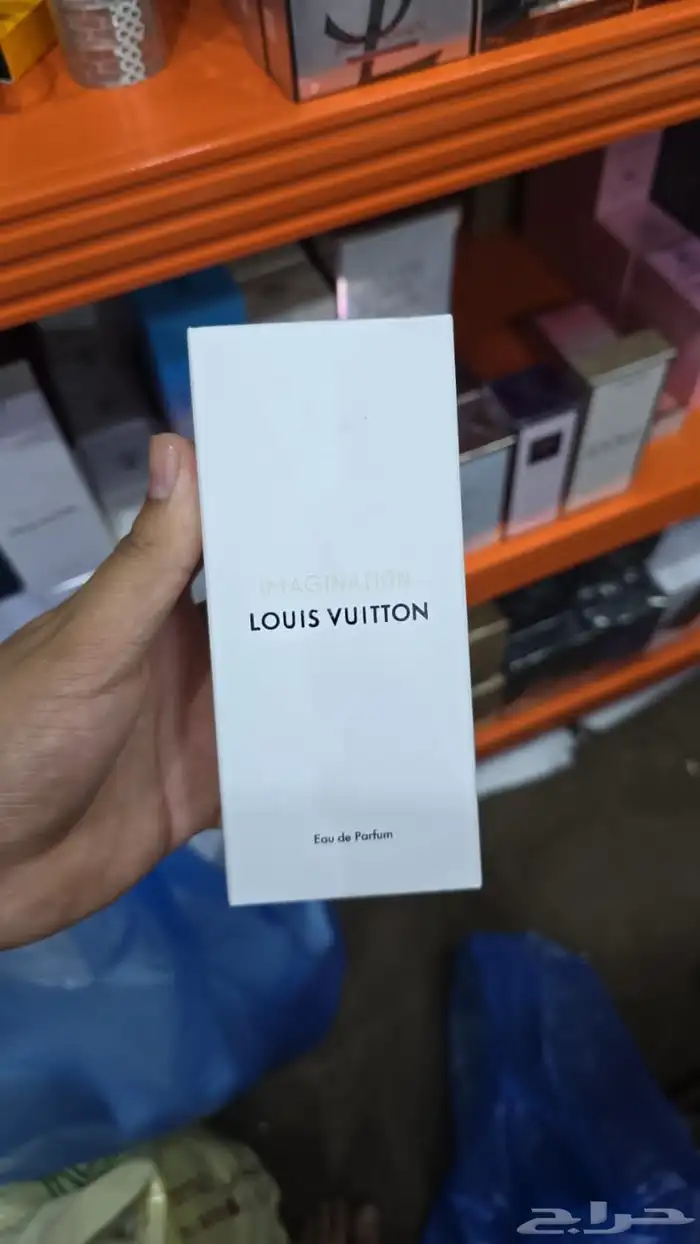 IMAGINATION
LOUIS VUITTON
Eau de Parfum
حراج